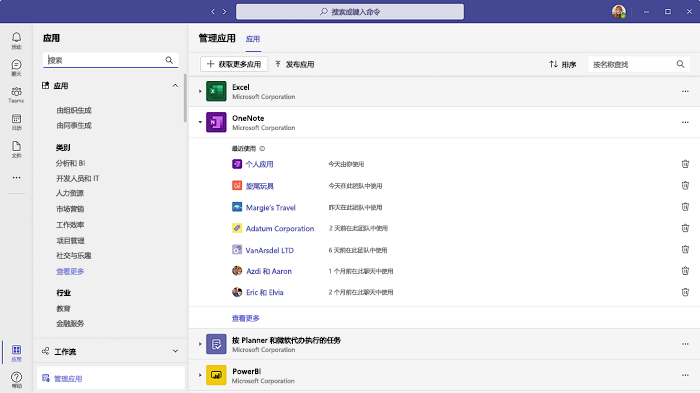 搜索或键入命令
活动
聊天
Teams
日历
文件
应用
帮助
应用
搜索
应用
由组织生成
由同事生成
类别
分析和 BI
开发人员和 IT
人力资源
市场营销
工作效率
项目管理
社交与乐趣
查看更多
行业
教育
金融服务
工作流
管理应用
管理应用 应用
获取更多应用 发布应用 排序 按名称查找
Excel
Microsoft Corporation
OneNote
Microsoft Corporation
最近使用
个人应用 今天由你使用
旋尾玩具 今天在此团队中使用
Margie's Travel 昨天在此团队中使用
Adatum Corporation 2 天前在此团队中使用
VanArsdel LTD 6 天前在此团队中使用
Azdi 和 Aaron 1 个月前在此聊天中使用
Eric 和 Elvia 1 个月前在此聊天中使用
查看更多
按 Planner 和微软代办执行的任务
Microsoft Corporation
PowerBI
Microsoft Corporation